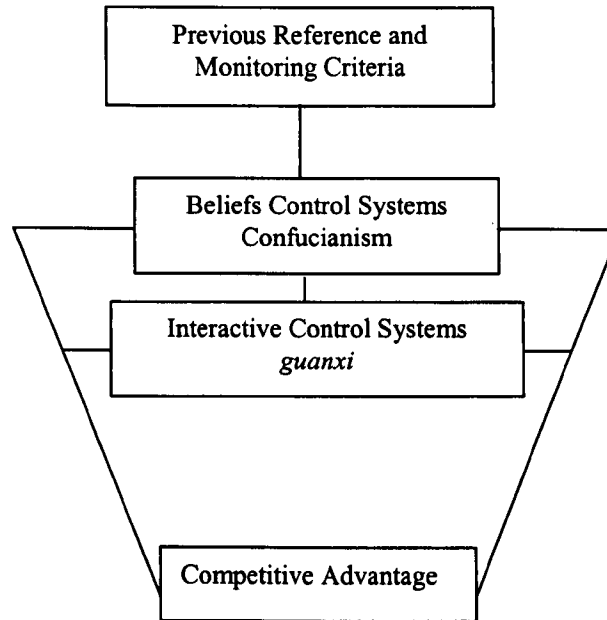 Previous Reference and
Monitoring Criteria
Beliefs Control Systems
Confucianism
Interactive Control Systems
guanxi
Competitive Advantage